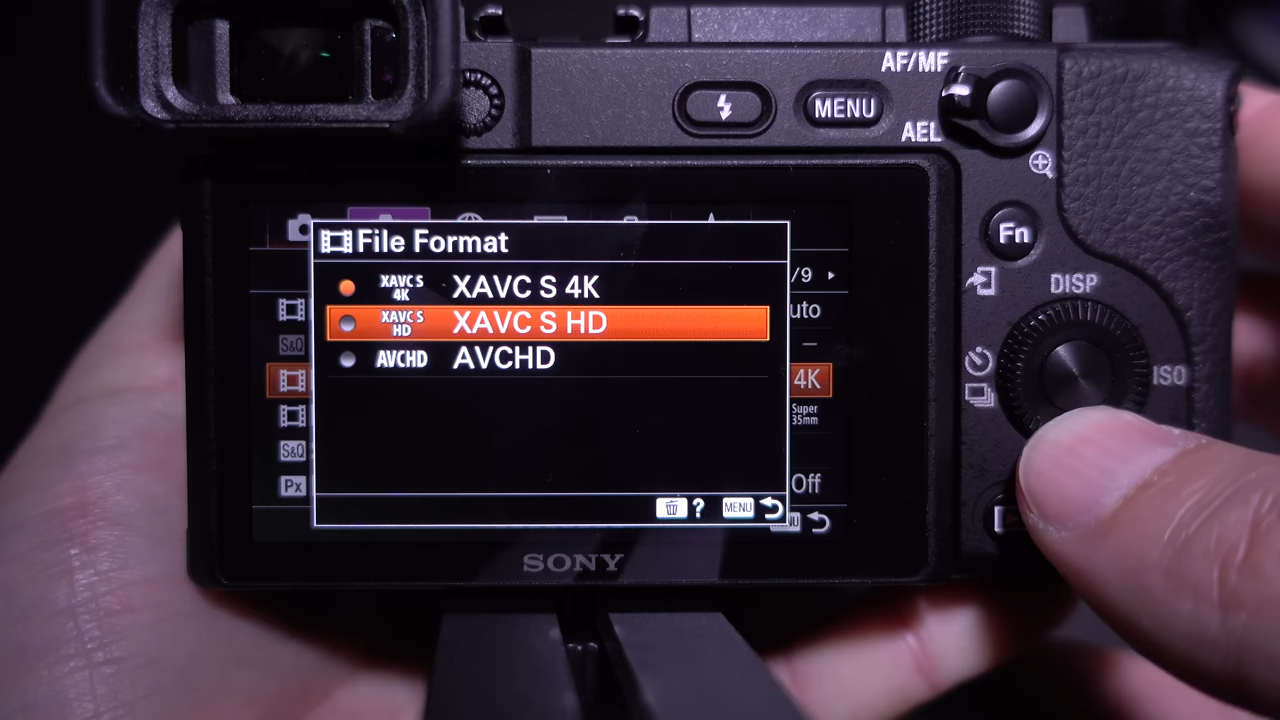 AF/MF
MENU
AEL
Fn
DISP
ISO
File Format
/9
XAVC S 4K
XAVC S 4K
XAVC S HD
XAVC S HD
AVCHD
AVCHD
uto
S&Q
4K
Super 35mm
S&Q
Px
Off
?
MENU
SONY